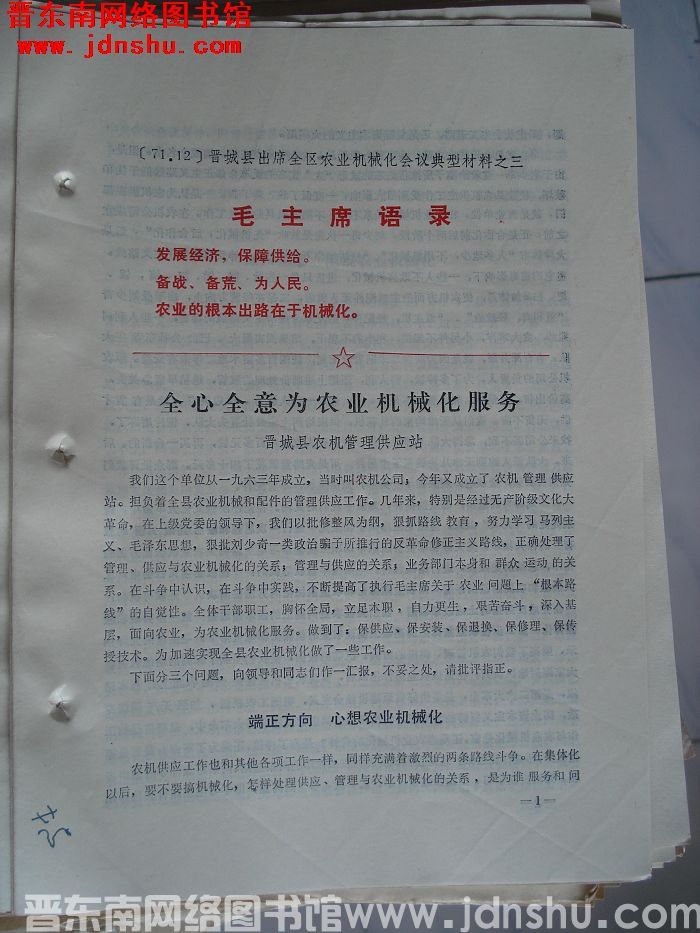 晋东南网络图书馆
www.jdnshu.com
〔71.12〕晋城县出席全区农业机械化会议典型材料之三
毛主席语录
发展经济，保障供给。
备战、备荒、为人民。
农业的根本出路在于机械化。
全心全意为农业机械化服务
晋城县农机管理供应站
我们这个单位从一九六三年成立，当时叫农机公司；今年又成立了农机管理供应
站。担负着全县农业机械和配件的管理供应工作。几年来，特别是经过无产阶级文化大
革命，在上级党委的领导下，我们以批修整风为纲，狠抓路线教育，努力学习马列主
义、毛泽东思想，狠批刘少奇一类政治骗子所推行的反革命修正主义路线，正确处理了
管理、供应与农业机械化的关系；管理与供应的关系；业务部门本身和群众运动的关
系。在斗争中认识，在斗争中实践，不断提高了执行毛主席关于农业问题上“根本路
线”的自觉性。全体干部职工，胸怀全局，立足本职，自力更生，艰苦奋斗，深入基
层，面向农业，为农业机械化服务。做到了：保供应、保安装、保退换、保修理、保传
授技术。为加速实现全县农业机械化做了一些工作。
下面分三个问题，向领导和同志们作一汇报，不妥之处，请批评指正。
端正方向 心想农业机械化
农机供应工作也和其他各项工作一样，同样充满着激烈的两条路线斗争。在集体化
以后，要不要搞机械化，怎样处理供应、管理与农业机械化的关系，是为谁服务和问
—1—
晋东南网络图书馆www.jdnshu.com